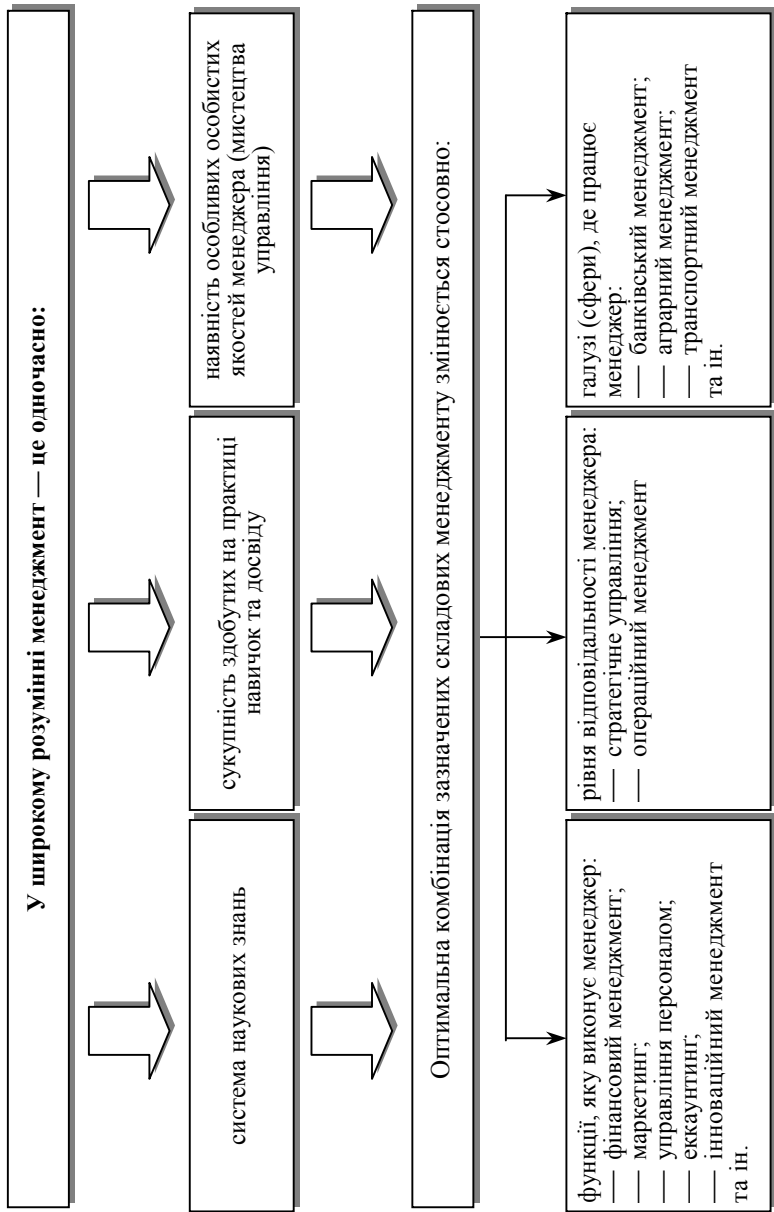 У широкому розумінні менеджмент — це одночасно:
система наукових знань
сукупність здобутих на практиці
навичок та досвіду
наявність особливих особистих
якостей менеджера (мистецтва
управління)
Оптимальна комбінація зазначених складових менеджменту змінюється стосовно:
функції, яку виконує менеджер:
— фінансовий менеджмент;
— маркетинг;
— управління персоналом;
— еккаунтинг;
— інноваційний менеджмент
та ін.
рівня відповідальності менеджера:
— стратегічне управління;
— операційний менеджмент
галузі (сфери), де працює
менеджер:
— банківський менеджмент;
— аграрний менеджмент;
— транспортний менеджмент
та ін.